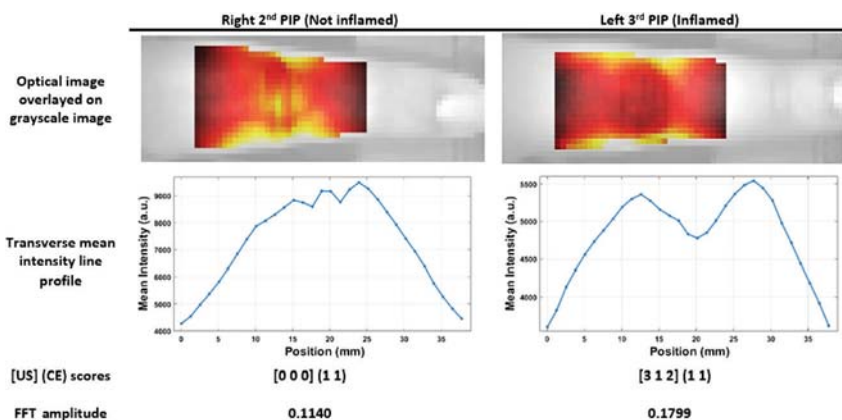 Right 2nd PIP (Not inflamed)
Left 3rd PIP (Inflamed)
Optical image
overlayed on
grayscale image
Transverse mean
intensity line
profile
Mean Intensity (a.u.)
9000
8000
7000
6000
5000
4000
0 5 10 15 20 25 30 35
Position (mm)
Mean Intensity (a.u.)
5500
5000
4500
4000
0 5 10 15 20 25 30 35
Position (mm)
[US] (CE) scores
[0 0 0] (1 1)
[3 1 2] (1 1)
FFT amplitude
0.1140
0.1799